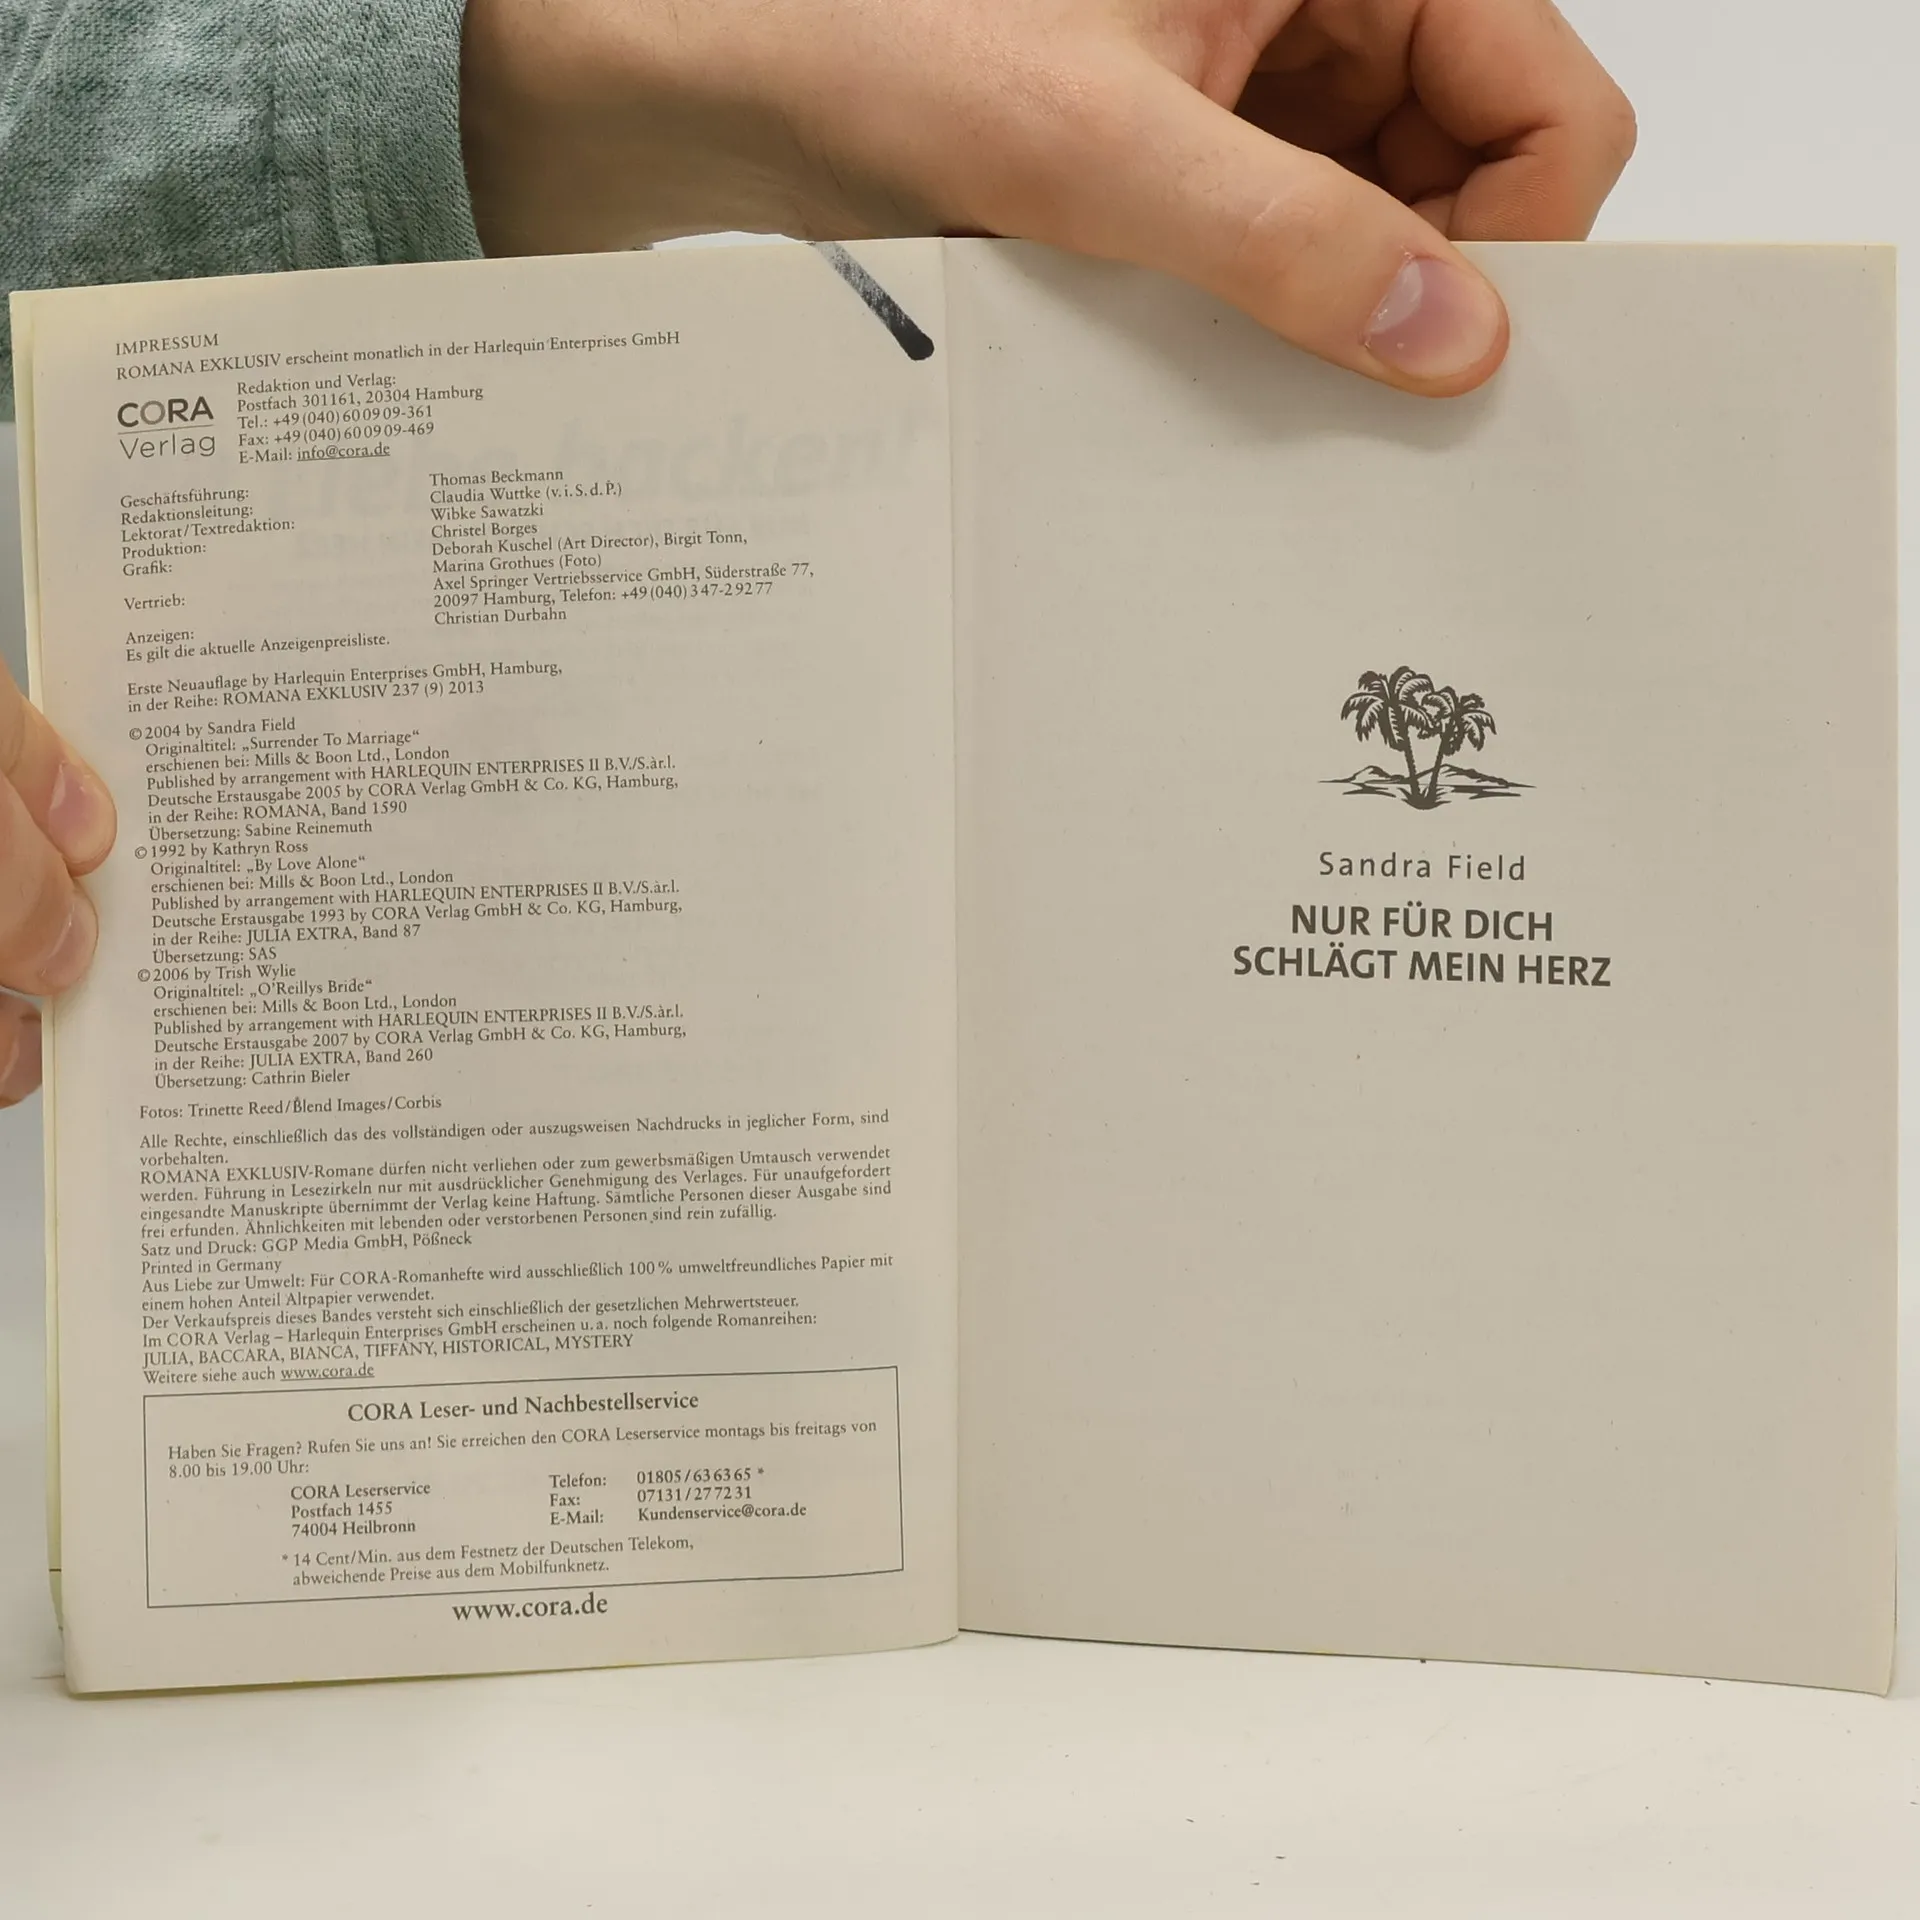 IMPRESSUM
ROMANA EXKLUSIV erscheint monatlich in der Harlequin Enterprises GmbH
CORA
Verlag
Redaktion und Verlag:
Postfach 301161, 20304 Hamburg
Tel.: +49 (040) 60 09 09-361
Fax: +49 (040) 60 09 09-469
E-Mail: info@cora.de
Geschäftsführung: Thomas Beckmann
Redaktionsleitung: Claudia Wuttke (v. i. S. d. P.)
Lektorat/Textredaktion: Wibke Sawatzki
Produktion: Christel Borges
Grafik: Deborah Kuschel (Art Director), Birgit Tonn,
Marina Grothues (Foto)
Vertrieb: Axel Springer Vertriebsservice GmbH, Süderstraße 77,
20097 Hamburg, Telefon: +49 (040) 3 47-2 92 77
Anzeigen: Christian Durbahn
Es gilt die aktuelle Anzeigenpreisliste.
Erste Neuauflage by Harlequin Enterprises GmbH, Hamburg,
in der Reihe: ROMANA EXKLUSIV 237 (9) 2013
© 2004 by Sandra Field
Originaltitel: „Surrender To Marriage“
erschienen bei: Mills & Boon Ltd., London
Published by arrangement with HARLEQUIN ENTERPRISES II B.V./S.àr.l.
Deutsche Erstausgabe 2005 by CORA Verlag GmbH & Co. KG, Hamburg,
in der Reihe: ROMANA, Band 1590
Übersetzung: Sabine Reinemuth
© 1992 by Kathryn Ross
Originaltitel: „By Love Alone“
erschienen bei: Mills & Boon Ltd., London
Published by arrangement with HARLEQUIN ENTERPRISES II B.V./S.àr.l.
Deutsche Erstausgabe 1993 by CORA Verlag GmbH & Co. KG, Hamburg,
in der Reihe: JULIA EXTRA, Band 87
Übersetzung: SAS
© 2006 by Trish Wylie
Originaltitel: „O'Reillys Bride“
erschienen bei: Mills & Boon Ltd., London
Published by arrangement with HARLEQUIN ENTERPRISES II B.V./S.àr.l.
Deutsche Erstausgabe 2007 by CORA Verlag GmbH & Co. KG, Hamburg,
in der Reihe: JULIA EXTRA, Band 260
Übersetzung: Cathrin Bieler
Fotos: Trinette Reed/Blend Images/Corbis
Alle Rechte, einschließlich das des vollständigen oder auszugsweisen Nachdrucks in jeglicher Form, sind
vorbehalten.
ROMANA EXKLUSIV-Romane dürfen nicht verliehen oder zum gewerbsmäßigen Umtausch verwendet
werden. Führung in Lesezirkeln nur mit ausdrücklicher Genehmigung des Verlages. Für unaufgefordert
eingesandte Manuskripte übernimmt der Verlag keine Haftung. Sämtliche Personen dieser Ausgabe sind
frei erfunden. Ähnlichkeiten mit lebenden oder verstorbenen Personen sind rein zufällig.
Satz und Druck: GGP Media GmbH, Pößneck
Printed in Germany
Aus Liebe zur Umwelt: Für CORA-Romanhefte wird ausschließlich 100 % umweltfreundliches Papier mit
einem hohen Anteil Altpapier verwendet.
Der Verkaufspreis dieses Bandes versteht sich einschließlich der gesetzlichen Mehrwertsteuer.
Im CORA Verlag – Harlequin Enterprises GmbH erscheinen u. a. noch folgende Romanreihen:
JULIA, BACCARA, BIANCA, TIFFANY, HISTORICAL, MYSTERY
Weitere siehe auch www.cora.de
CORA Leser- und Nachbestellservice
Haben Sie Fragen? Rufen Sie uns an! Sie erreichen den CORA Leserservice montags bis freitags von
8.00 bis 19.00 Uhr:
CORA Leserservice Telefon: 01805 / 63 63 65 *
Postfach 1455 Fax: 07131 / 27 72 31
74004 Heilbronn E-Mail: Kundenservice@cora.de
* 14 Cent/Min. aus dem Festnetz der Deutschen Telekom,
abweichende Preise aus dem Mobilfunknetz.
www.cora.de
Sandra Field
NUR FÜR DICH
SCHLÄGT MEIN HERZ